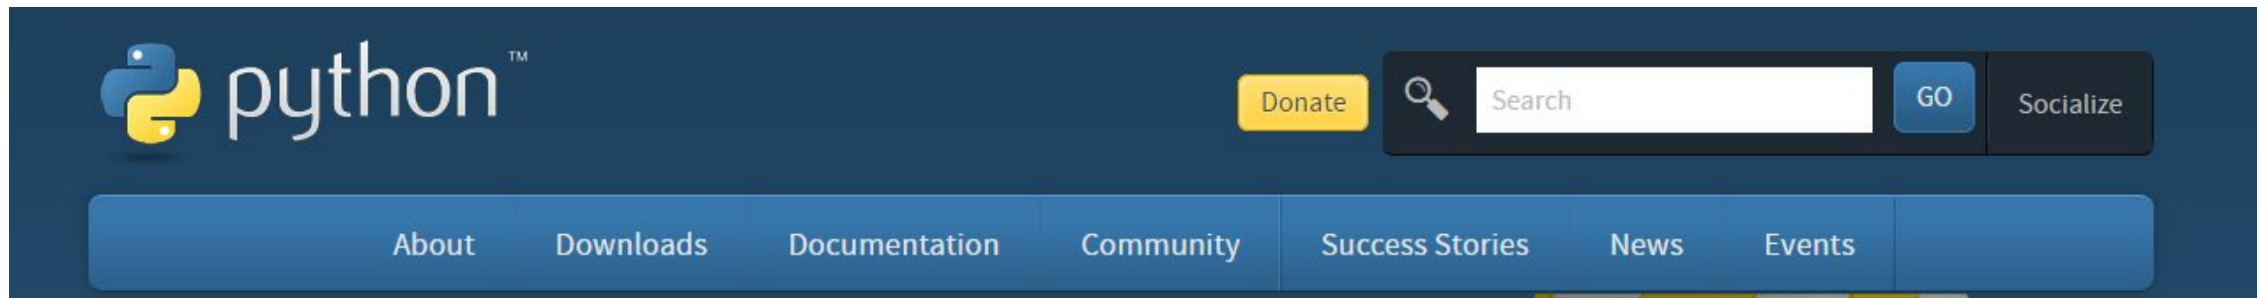 python™
Donate
Search
GO
Socialize
About Downloads Documentation Community Success Stories News Events